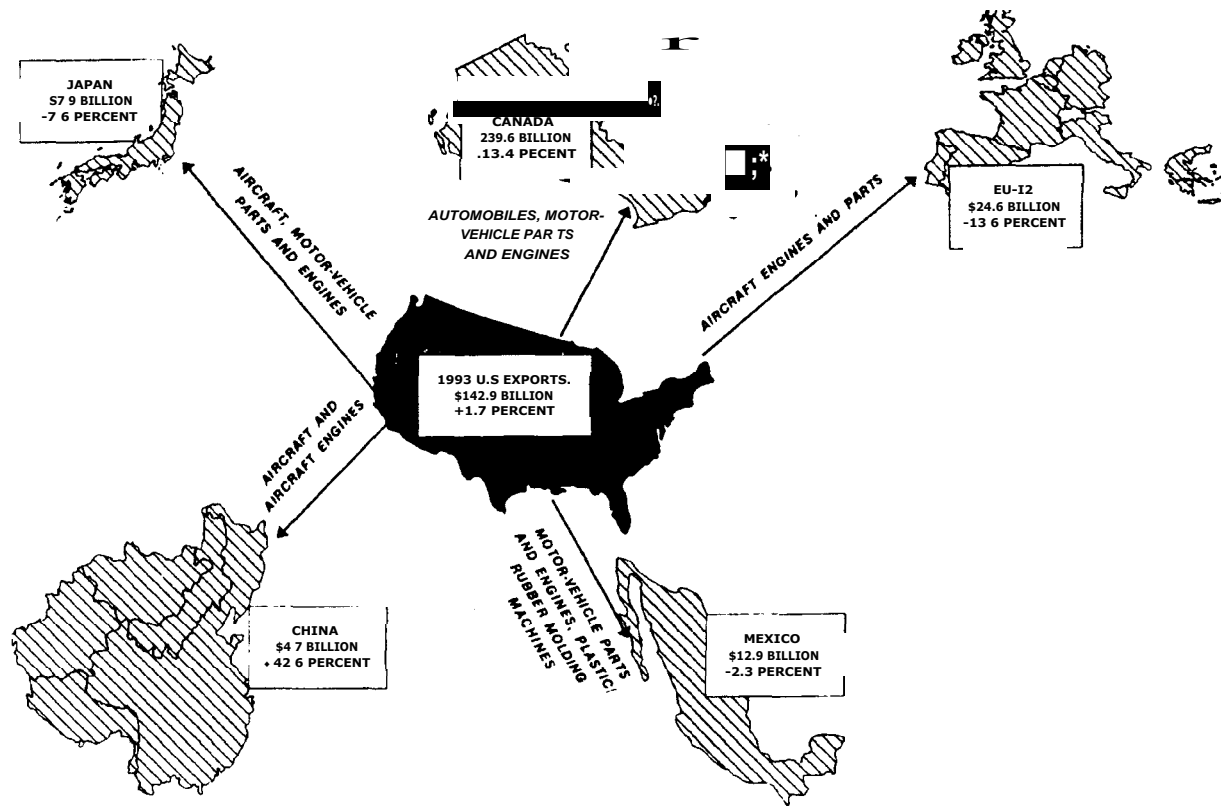 JAPAN
S7 9 BILLION
-7 6 PERCENT
CANADA
239.6 BILLION
.13.4 PECENT
EU-I2
$24.6 BILLION
-13 6 PERCENT
AIRCRAFT, MOTOR-VEHICLE
PARTS AND ENGINES
AUTOMOBILES, MOTOR-
VEHICLE PAR TS
AND ENGINES
AIRCRAFT ENGINES AND PARTS
1993 U.S EXPORTS.
$142.9 BILLION
+1.7 PERCENT
AIRCRAFT AND
AIRCRAFT ENGINES
MOTOR-VEHICLE PARTS
AND ENGINES, PLASTIC/
RUBBER MOLDING
MACHINES
CHINA
$4 7 BILLION
+ 42 6 PERCENT
MEXICO
$12.9 BILLION
-2.3 PERCENT